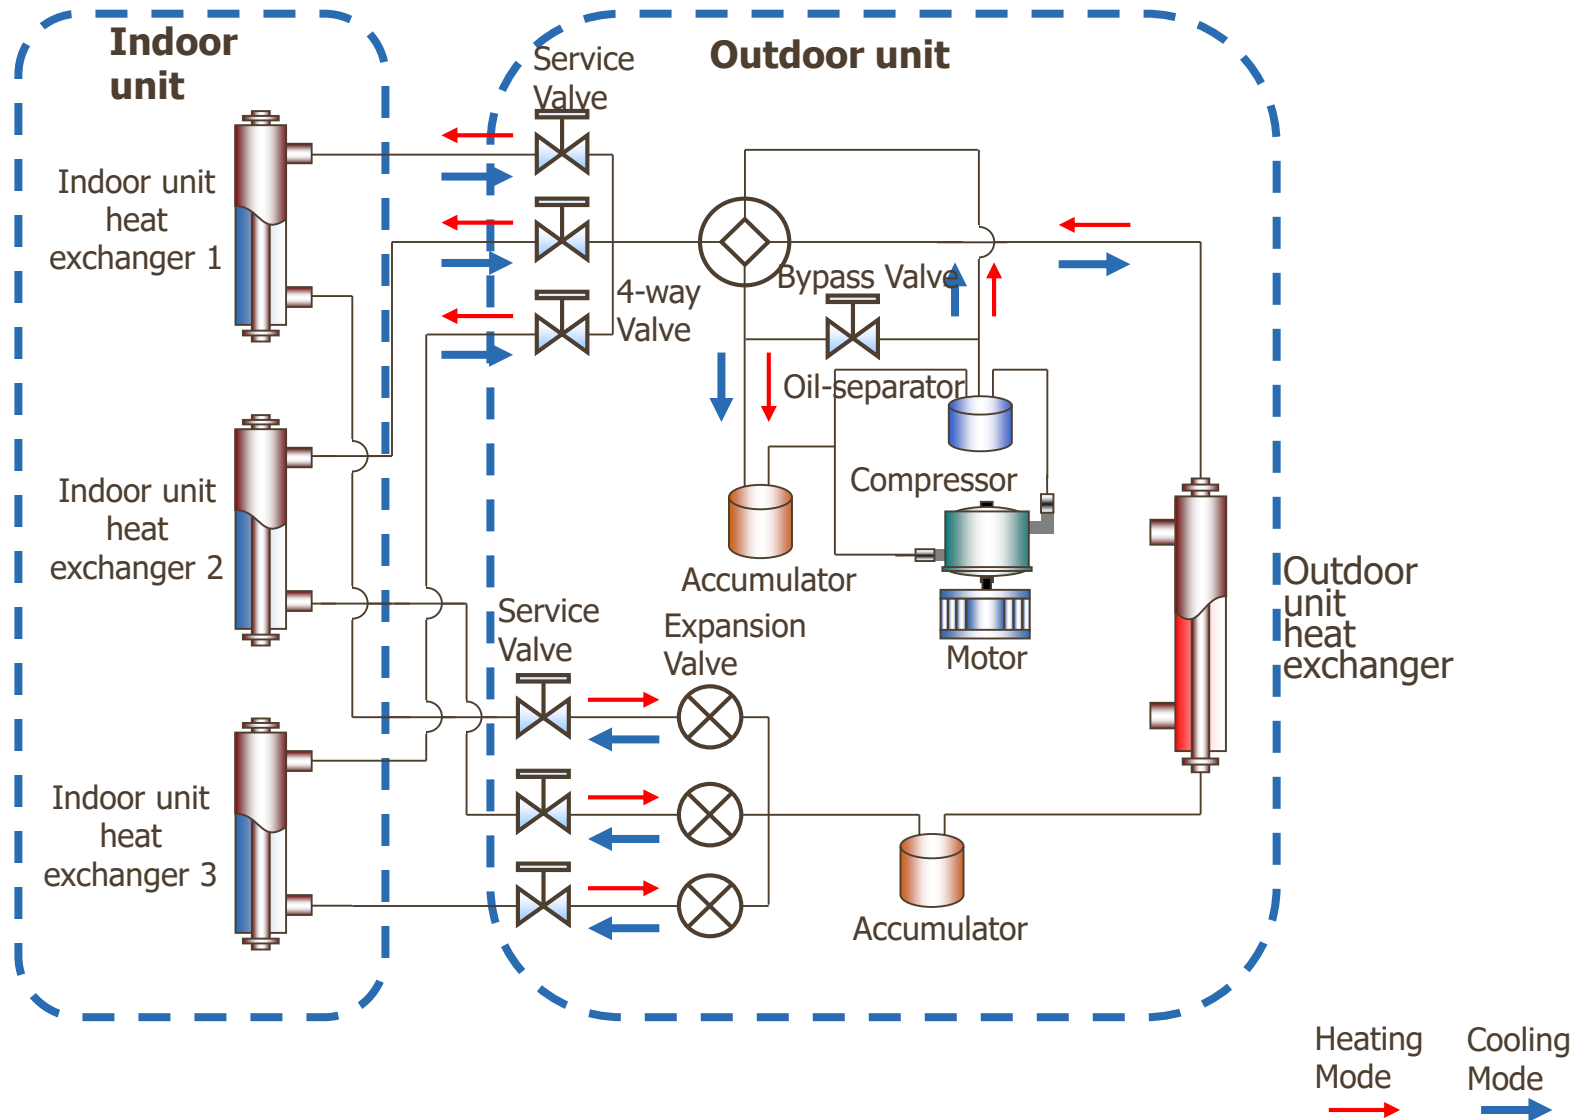 Indoor
unit
Outdoor unit
Service
Valve
Indoor unit
heat
exchanger 1
4-way
Valve
Bypass Valve
Oil-separator
Indoor unit
heat
exchanger 2
Compressor
Accumulator
Motor
Outdoor
unit
heat
exchanger
Service
Valve
Expansion
Valve
Indoor unit
heat
exchanger 3
Accumulator
Heating
Mode
Cooling
Mode